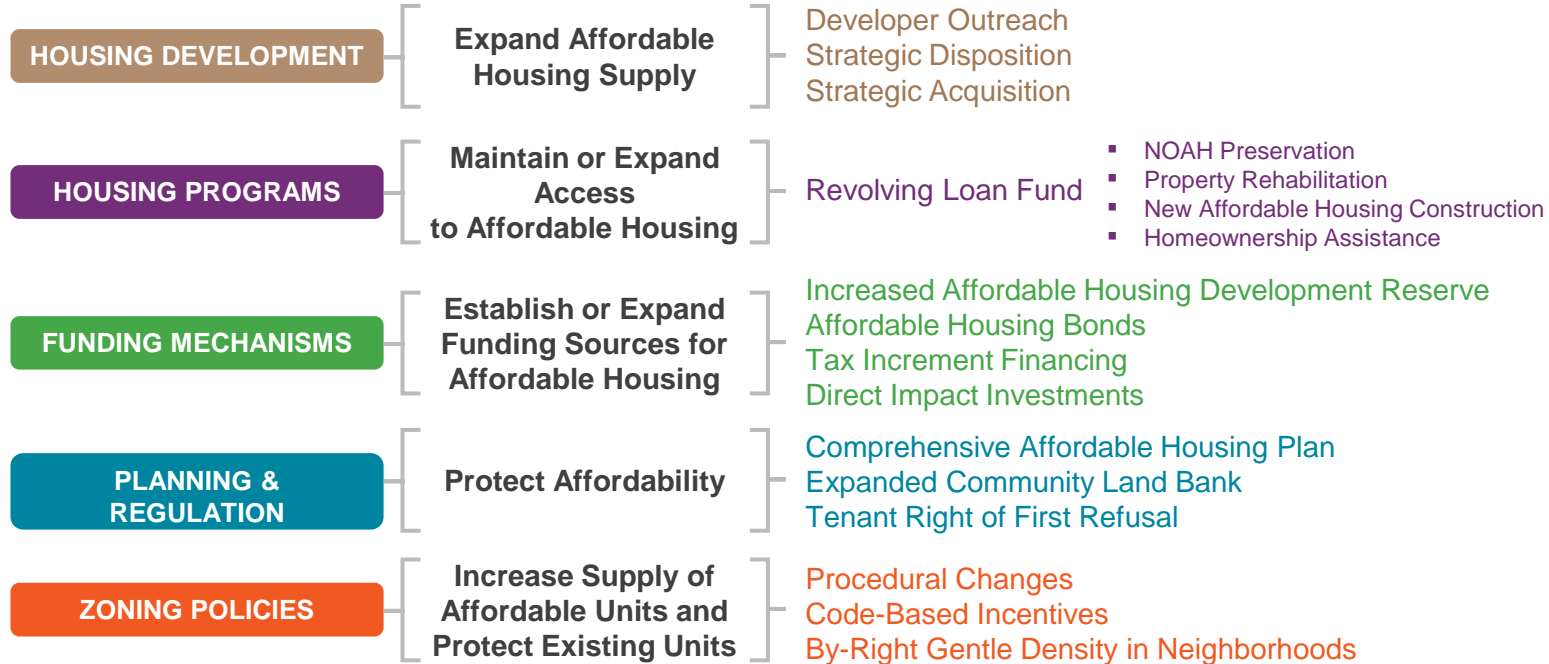 HOUSING DEVELOPMENT
Expand Affordable
Housing Supply
Developer Outreach
Strategic Disposition
Strategic Acquisition
HOUSING PROGRAMS
Maintain or Expand
Access
to Affordable Housing
Revolving Loan Fund
▪ NOAH Preservation
▪ Property Rehabilitation
▪ New Affordable Housing Construction
▪ Homeownership Assistance
FUNDING MECHANISMS
Establish or Expand
Funding Sources for
Affordable Housing
Increased Affordable Housing Development Reserve
Affordable Housing Bonds
Tax Increment Financing
Direct Impact Investments
PLANNING &
REGULATION
Protect Affordability
Comprehensive Affordable Housing Plan
Expanded Community Land Bank
Tenant Right of First Refusal
ZONING POLICIES
Increase Supply of
Affordable Units and
Protect Existing Units
Procedural Changes
Code-Based Incentives
By-Right Gentle Density in Neighborhoods